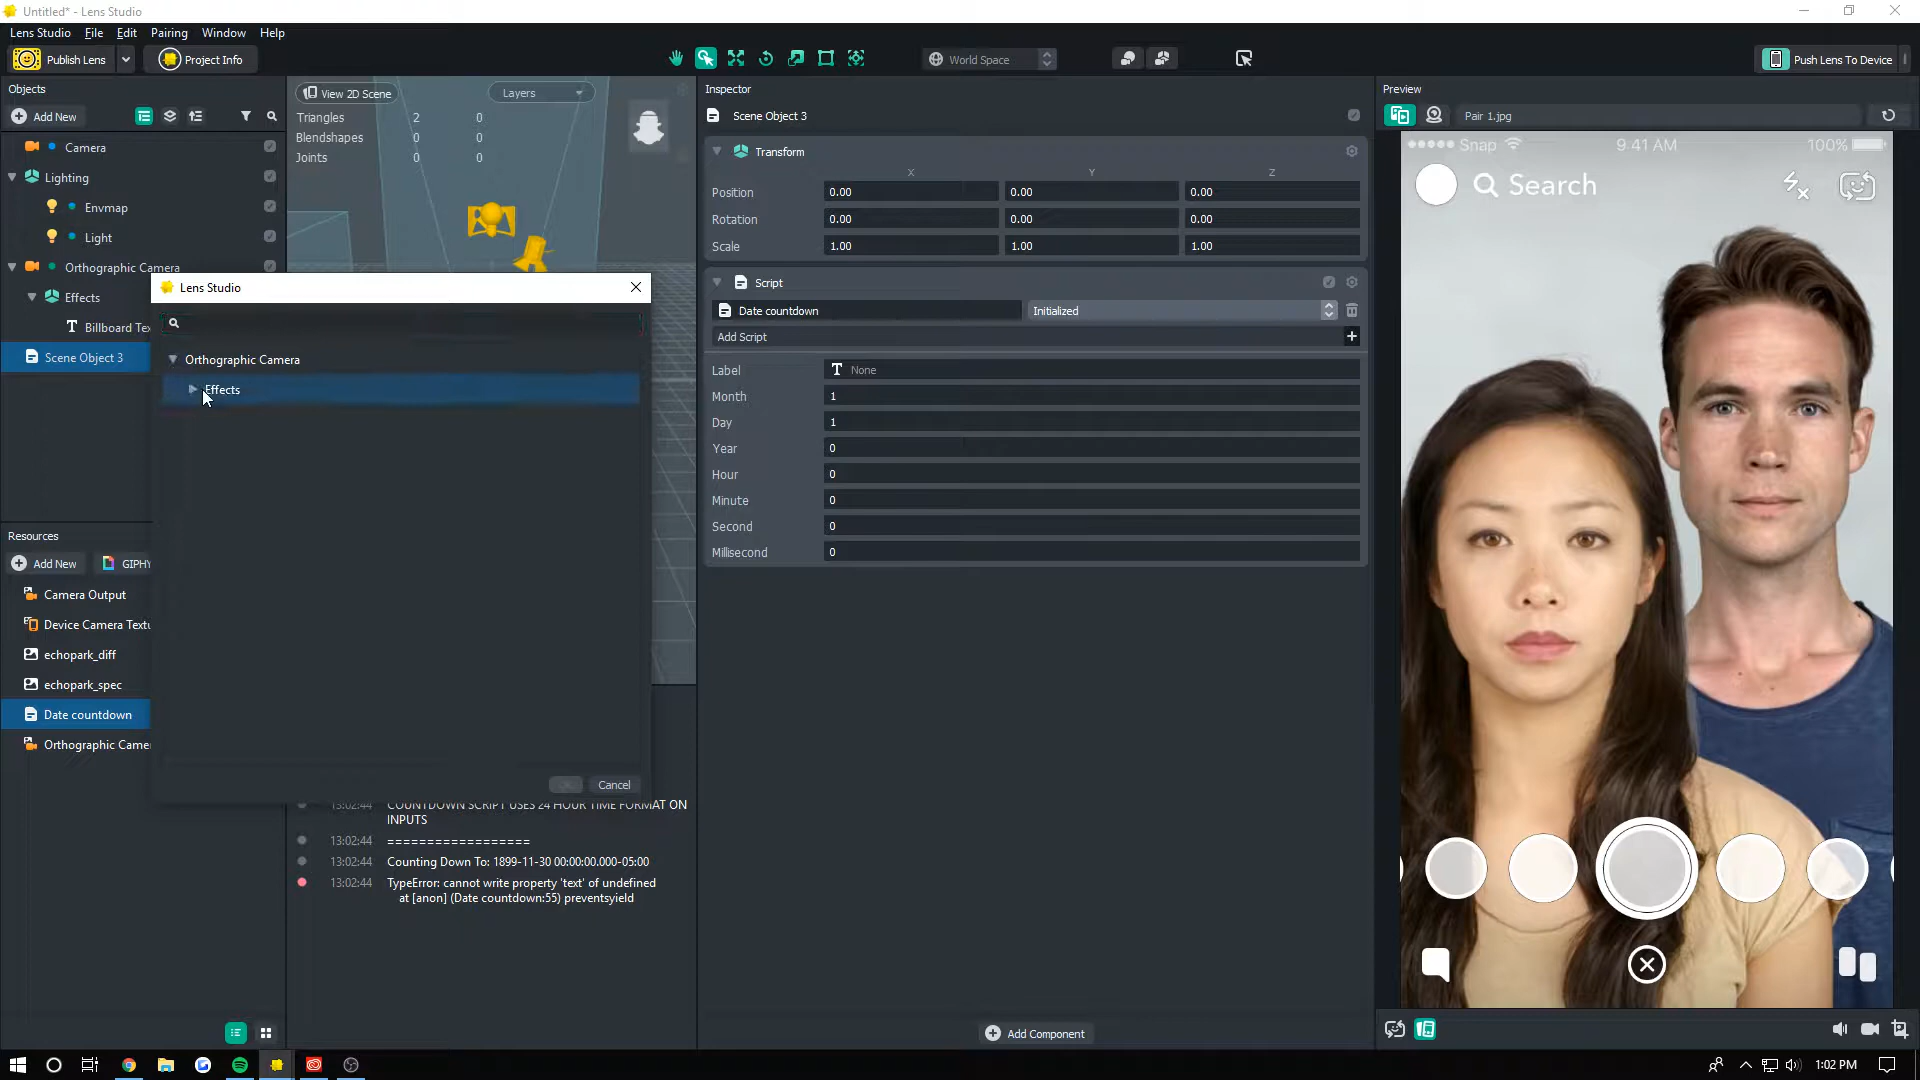 Untitled* - Lens Studio
Lens Studio File Edit Pairing Window Help
Publish Lens Project Info World Space Push Lens To Device
Objects
Add New
Camera
Lighting
Envmap
Light
Orthographic Camera
Effects
Billboard Te
Scene Object 3
View 2D Scene Layers
Triangles 2 0
Blendshapes 0 0
Joints 0 0
Lens Studio
Orthographic Camera
Effects
Cancel
Resources
Add New GIPHY
Camera Output
Device Camera Textu
echopark_diff
echopark_spec
Date countdown
Orthographic Came
13:02:44 COUNTDOWN SCRIPT USES 24 HOUR TIME FORMAT ON
INPUTS
13:02:44 ==================
13:02:44 Counting Down To: 1899-11-30 00:00:00.000-05:00
13:02:44 TypeError: cannot write property 'text' of undefined
at [anon] (Date countdown:55) preventsyield
Inspector
Scene Object 3
Transform
X Y Z
Position 0.00 0.00 0.00
Rotation 0.00 0.00 0.00
Scale 1.00 1.00 1.00
Script
Date countdown Initialized
Add Script +
Label T None
Month 1
Day 1
Year 0
Hour 0
Minute 0
Second 0
Millisecond 0
Add Component
Preview
Pair 1.jpg
Snap 9:41 AM 100%
Search
1:02 PM